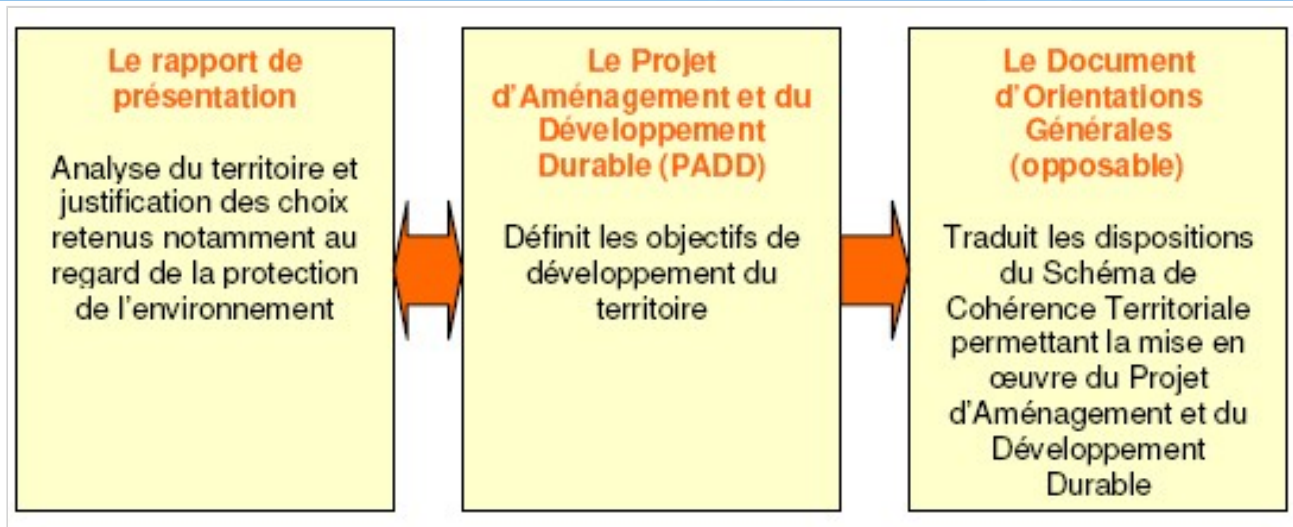 Le rapport de
présentation
Analyse du territoire et
justification des choix
retenus notamment au
regard de la protection
de l'environnement
Le Projet
d'Aménagement et du
Développement
Durable (PADD)
Définit les objectifs de
développement du
territoire
Le Document
d'Orientations
Générales
(opposable)
Traduit les dispositions
du Schéma de
Cohérence Territoriale
permettant la mise en
œuvre du Projet
d'Aménagement et du
Développement
Durable